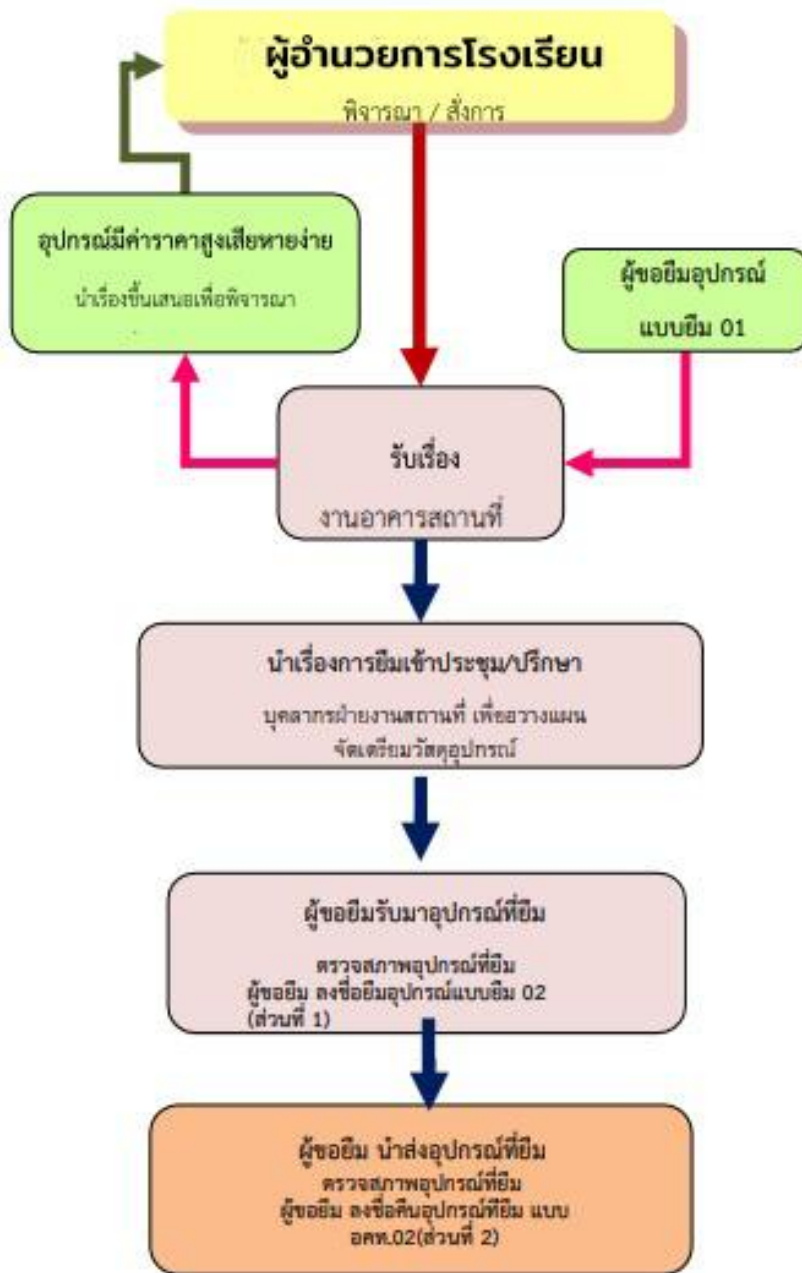 ผู้อำนวยการโรงเรียน
พิจารณา / สั่งการ
อุปกรณ์มีค่าราคาสูงเสียหายง่าย
นำเรื่องขึ้นเสนอเพื่อพิจารณา
ผู้ขอยืมอุปกรณ์
แบบยืม 01
รับเรื่อง
งานอาคารสถานที่
นำเรื่องการยืมเข้าประชุม/ปรึกษา
บุคลากรฝ่ายงานสถานที่ เพื่อวางแผน
จัดเตรียมวัสดุอุปกรณ์
ผู้ขอยืมรับมาอุปกรณ์ที่ยืม
ตรวจสภาพอุปกรณ์ที่ยืม
ผู้ขอยืม ลงชื่อยืมอุปกรณ์แบบยืม 02
(ส่วนที่ 1)
ผู้ขอยืม นำส่งอุปกรณ์ที่ยืม
ตรวจสภาพอุปกรณ์ที่ยืม
ผู้ขอยืม ลงชื่อคืนอุปกรณ์ที่ยืม แบบ
อคท.02(ส่วนที่ 2)